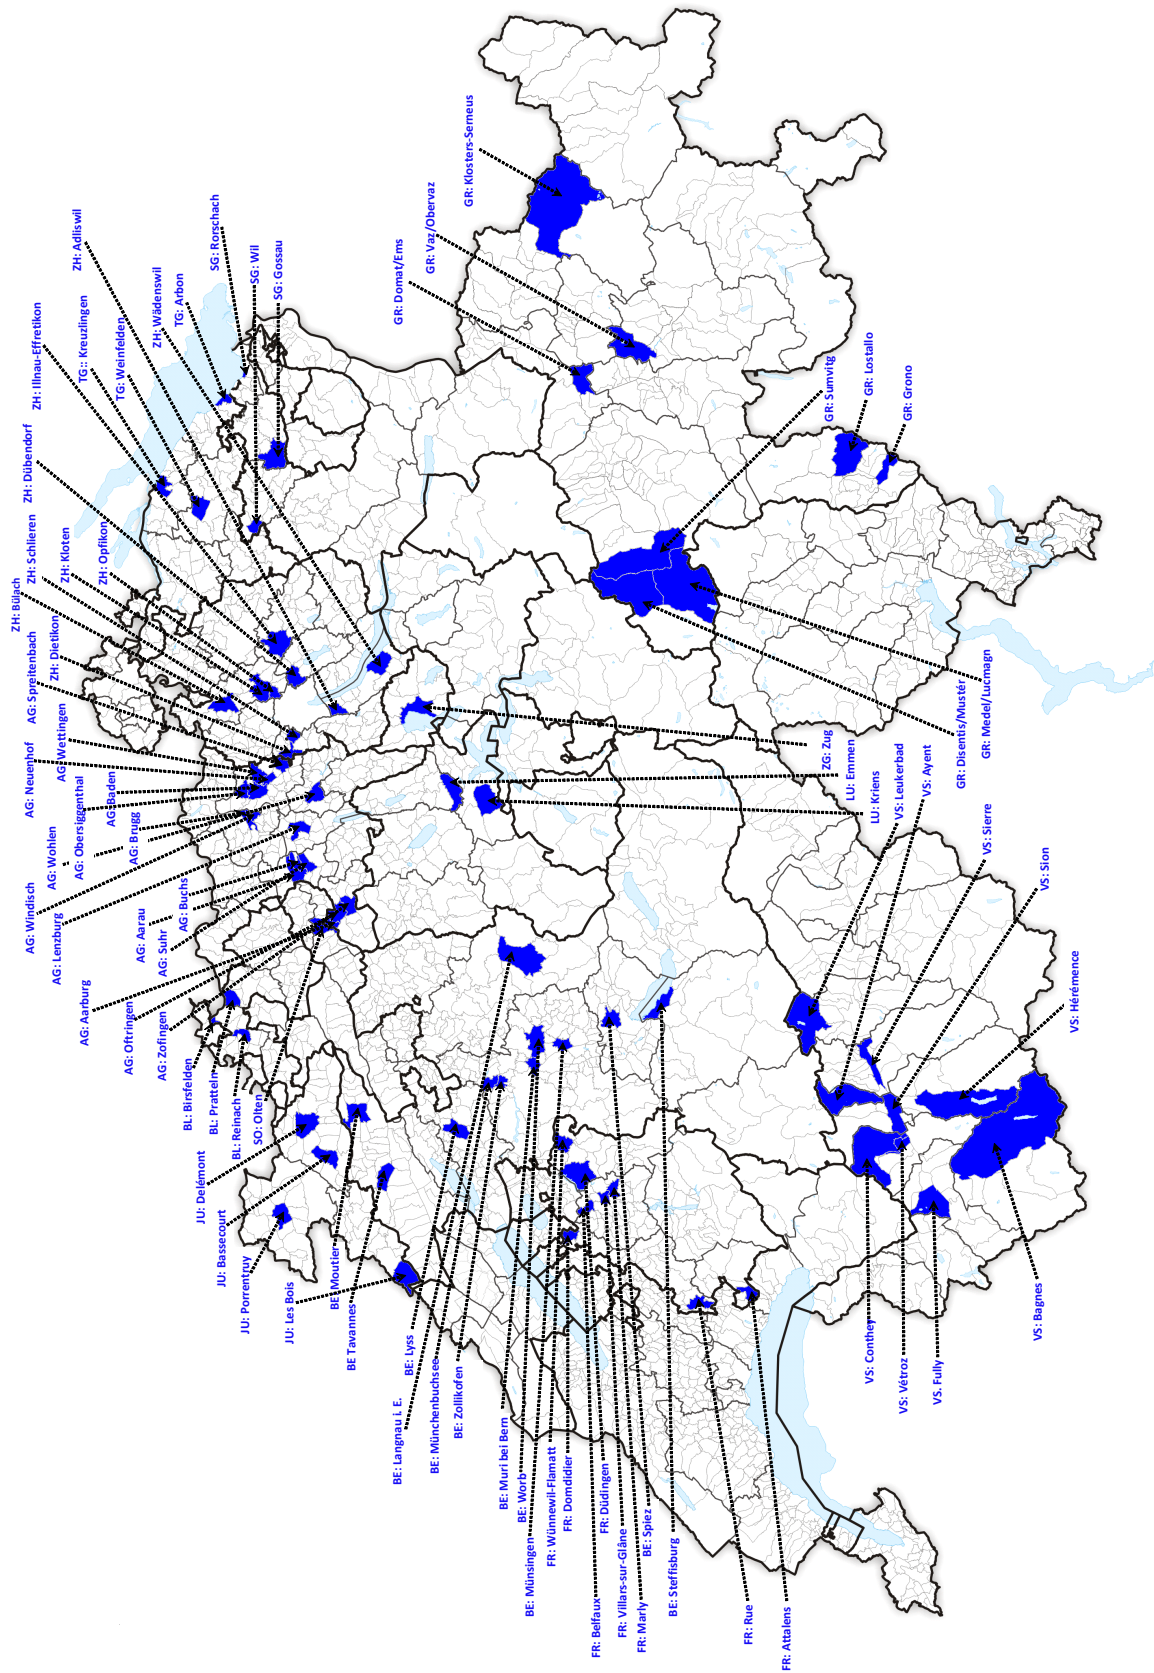 ZH: Bülach
ZH: Schlieren
ZH: Kloten
ZH: Opfikon
ZH: Dübendorf
ZH: Illnau-Effretikon
TG:: Kreuzlingen
TG: Weinfelden
ZH: Adliswil
ZH: Wädenswil
TG: Arbon
SG: Rorschach
SG: Wil
SG: Gossau
AG: Neuenhof
AG: Wettingen
AG: Spreitenbach
ZH: Dietikon
AG: Windisch
AG: Wohlen
AG: Obersiggenthal
AG:Baden
AG: Brugg
AG: Lenzburg
AG: Aarau
AG: Suhr
AG: Buchs
AG: Aarburg
AG: Oftringen
AG: Zofingen
BL: Birsfelden
BL: Pratteln
BL: Reinach
SO: Olten
JU: Delémont
JU: Bassecourt
JU: Porrentruy
JU: Les Bois
BE: Moutier
BE Tavannes
BE: Lyss
BE: Langnau i. E.
BE: Münchenbuchsee
BE: Zollikofen
BE: Muri bei Bern
BE: Worb
BE: Münsingen
FR: Wünnewil-Flamatt
FR: Domdidier
FR: Belfaux
FR: Düdingen
FR: Villars-sur-Glâne
FR: Marly
BE: Spiez
BE: Steffisburg
FR: Rue
FR: Attalens
GR: Klosters-Serneus
GR: Vaz/Obervaz
GR: Domat/Ems
GR: Sumvitg
GR: Lostallo
GR: Grono
GR: Disentis/Mustér
GR: Medel/Lucmagn
ZG: Zug
LU: Emmen
LU: Kriens
VS: Leukerbad
VS: Ayent
VS: Sierre
VS: Sion
VS: Hérémence
VS: Conthey
VS: Vétroz
VS. Fully
VS: Bagnes